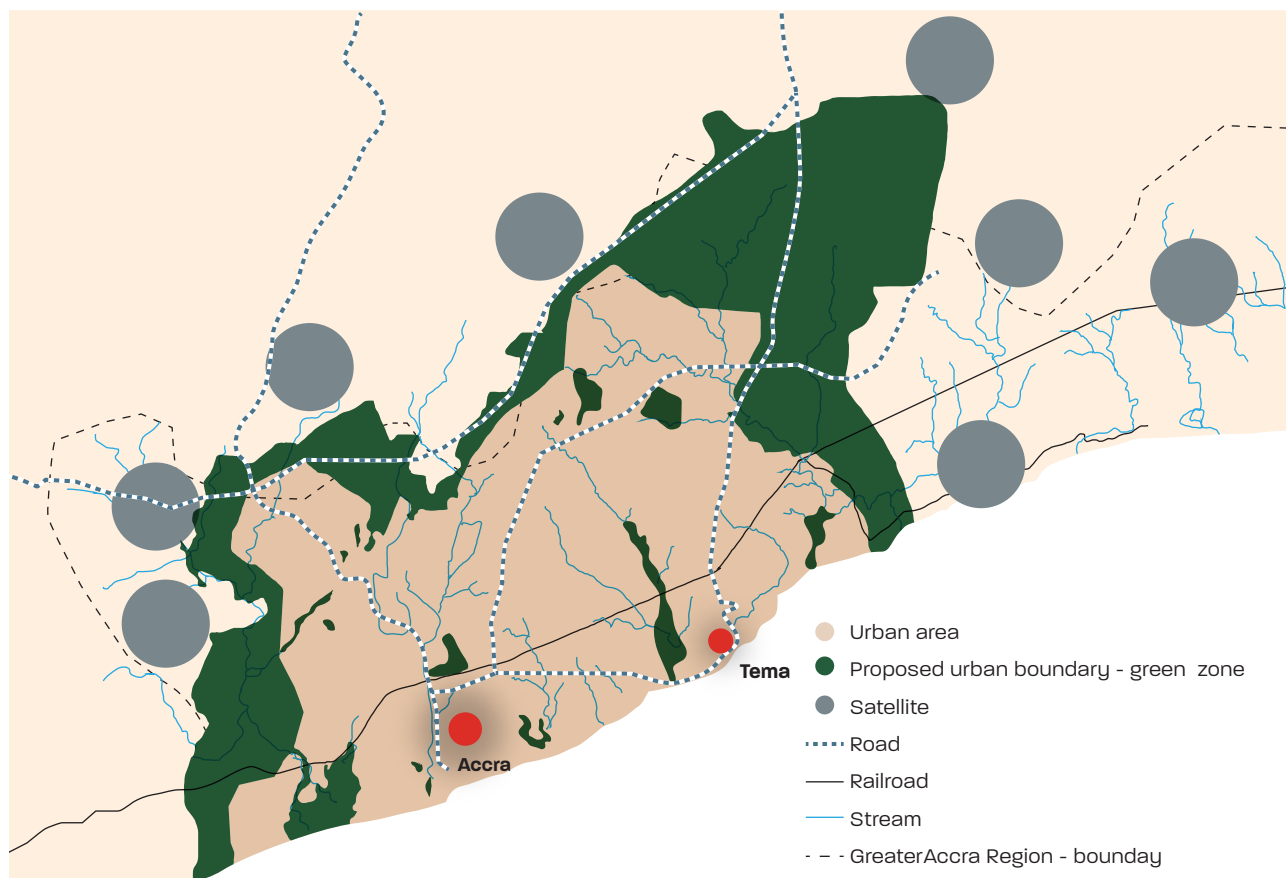 Urban area
Proposed urban boundary - green zone
Satellite
Tema
Road
Accra
Railroad
Stream
GreaterAccra Region - bounday